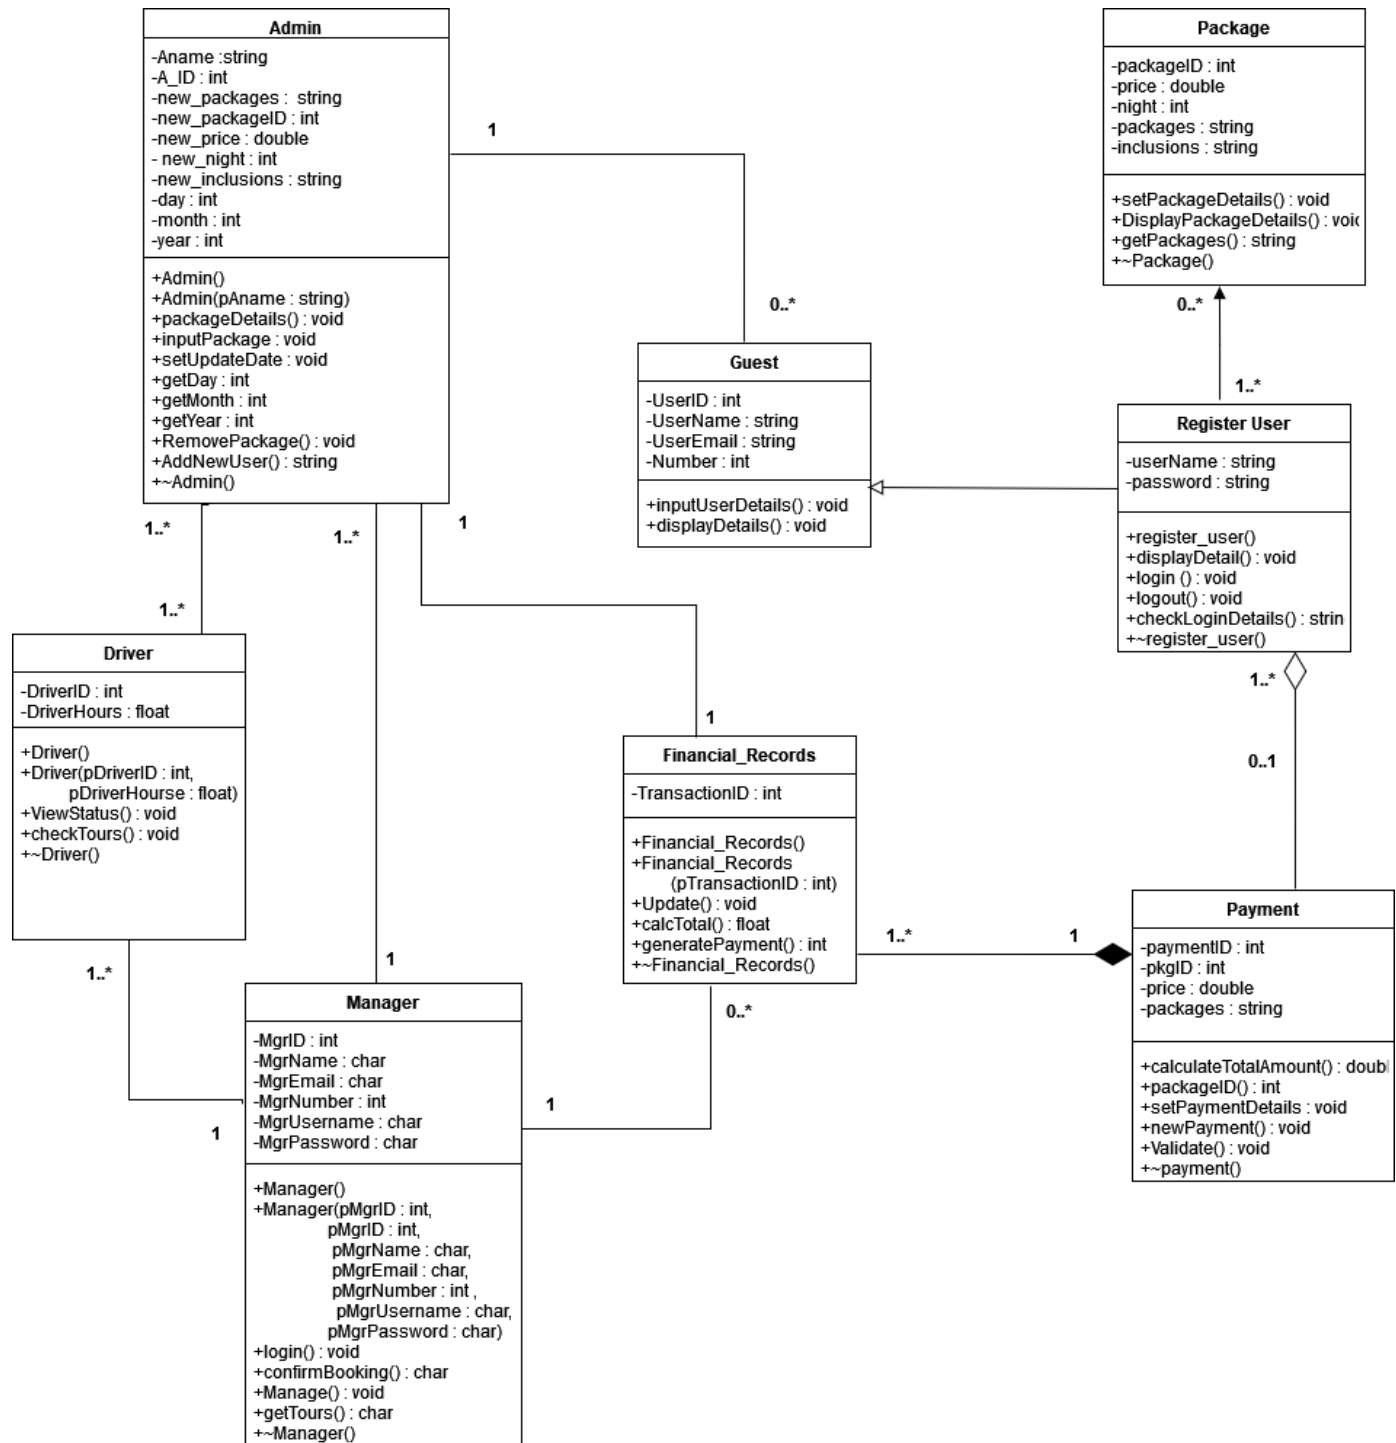 Admin
-Aname :string
-A_ID : int
-new_packages :  string
-new_packageID : int
-new_price : double
- new_night : int
-new_inclusions : string
-day : int
-month : int
-year : int
+Admin()
+Admin(pAname : string)
+packageDetails() : void
+inputPackage : void
+setUpdateDate : void
+getDay : int
+getMonth : int
+getYear : int
+RemovePackage() : void
+AddNewUser() : string
+~Admin()
1
0..*
1..*
1..*
1
1..*
Package
-packageID : int
-price : double
-night : int
-packages : string
-inclusions : string
+setPackageDetails() : void
+DisplayPackageDetails() : voic
+getPackages() : string
+~Package()
0..*
1..*
Guest
-UserID : int
-UserName : string
-UserEmail : string
-Number : int
+inputUserDetails() : void
+displayDetails() : void
Register User
-userName : string
-password : string
+register_user()
+displayDetail() : void
+login () : void
+logout() : void
+checkLoginDetails() : strin
+~register_user()
1..*
0..1
Driver
-DriverID : int
-DriverHours : float
+Driver()
+Driver(pDriverID : int,
pDriverHourse : float)
+ViewStatus() : void
+checkTours() : void
+~Driver()
1..*
1
1
Financial_Records
-TransactionID : int
+Financial_Records()
+Financial_Records
(pTransactionID : int)
+Update() : void
+calcTotal() : float
+generatePayment() : int
+~Financial_Records()
1
1..*
1
0..*
1
Payment
-paymentID : int
-pkgID : int
-price : double
-packages : string
+calculateTotalAmount() : doubl
+packageID() : int
+setPaymentDetails : void
+newPayment() : void
+Validate() : void
+~payment()
Manager
-MgrID : int
-MgrName : char
-MgrEmail : char
-MgrNumber : int
-MgrUsername : char
-MgrPassword : char
+Manager()
+Manager(pMgrID : int,
pMgrID : int,
pMgrName : char,
pMgrEmail : char,
pMgrNumber : int ,
pMgrUsername : char,
pMgrPassword : char)
+login() : void
+confirmBooking() : char
+Manage() : void
+getTours() : char
+~Manager()